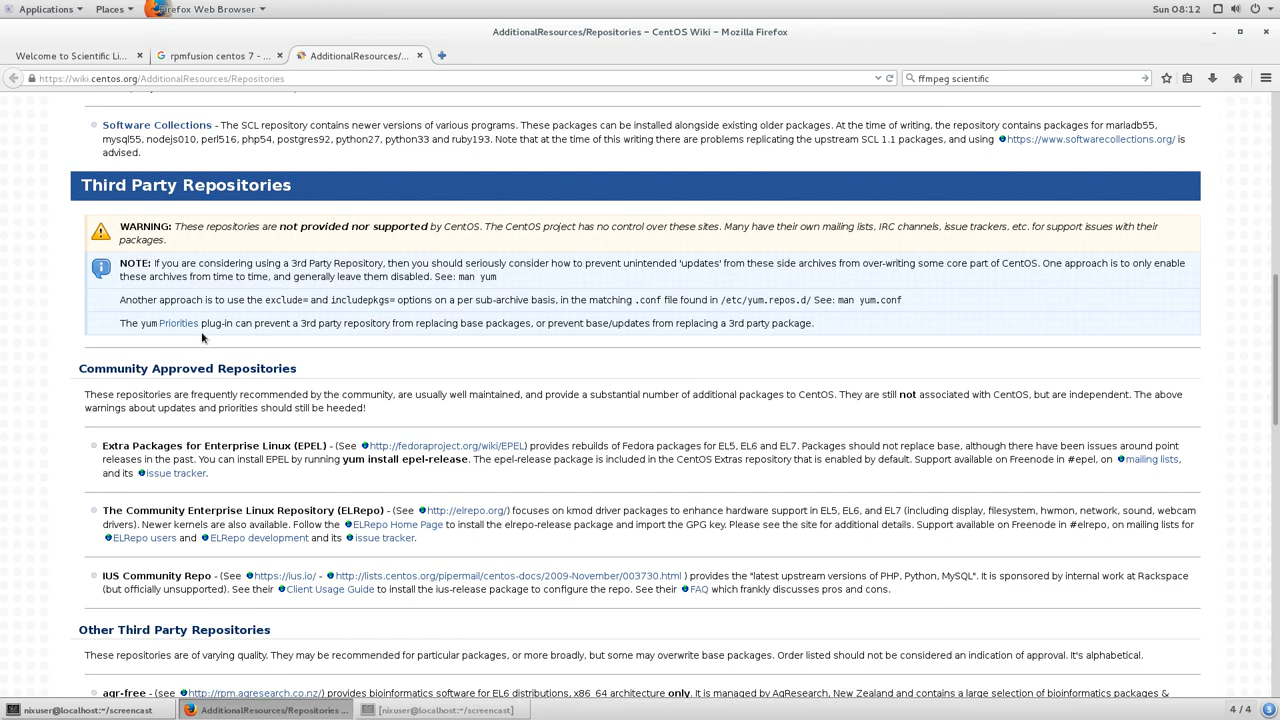 Applications Places Firefox Web Browser Sun 08:12
AdditionalResources/Repositories – CentOS Wiki – Mozilla Firefox
Welcome to Scientific Li... × rpmfusion centos 7 - ... × AdditionalResources/... ×
https://wiki.centos.org/AdditionalResources/Repositories ffmpeg scientific
Software Collections - The SCL repository contains newer versions of various programs. These packages can be installed alongside existing older packages. At the time of writing, the repository contains packages for mariadb55,
mysql55, nodejs010, perl516, php54, postgres92, python27, python33 and ruby193. Note that at the time of this writing there are problems replicating the upstream SCL 1.1 packages, and using https://www.softwarecollections.org/ is
advised.
Third Party Repositories
WARNING: These repositories are not provided nor supported by CentOS. The CentOS project has no control over these sites. Many have their own mailing lists, IRC channels, issue trackers, etc. for support issues with their
packages.
NOTE: If you are considering using a 3rd Party Repository, then you should seriously consider how to prevent unintended 'updates' from these side archives from over-writing some core part of CentOS. One approach is to only enable
these archives from time to time, and generally leave them disabled. See: man yum
Another approach is to use the exclude= and includepkgs= options on a per sub-archive basis, in the matching .conf file found in /etc/yum.repos.d/ See: man yum.conf
The yum Priorities plug-in can prevent a 3rd party repository from replacing base packages, or prevent base/updates from replacing a 3rd party package.
Community Approved Repositories
These repositories are frequently recommended by the community, are usually well maintained, and provide a substantial number of additional packages to CentOS. They are still not associated with CentOS, but are independent. The above
warnings about updates and priorities should still be heeded!
Extra Packages for Enterprise Linux (EPEL) - (See http://fedoraproject.org/wiki/EPEL) provides rebuilds of Fedora packages for EL5, EL6 and EL7. Packages should not replace base, although there have been issues around point
releases in the past. You can install EPEL by running yum install epel-release. The epel-release package is included in the CentOS Extras repository that is enabled by default. Support available on Freenode in #epel, on mailing lists,
and its issue tracker.
The Community Enterprise Linux Repository (ELRepo) - (See http://elrepo.org/) focuses on kmod driver packages to enhance hardware support in EL5, EL6, and EL7 (including display, filesystem, hwmon, network, sound, webcam
drivers). Newer kernels are also available. Follow the ELRepo Home Page to install the elrepo-release package and import the GPG key. Please see the site for additional details. Support available on Freenode in #elrepo, on mailing lists for
ELRepo users and ELRepo development and its issue tracker.
IUS Community Repo - (See https://ius.io/ - http://lists.centos.org/pipermail/centos-docs/2009-November/003730.html ) provides the "latest upstream versions of PHP, Python, MySQL". It is sponsored by internal work at Rackspace
(but officially unsupported). See their Client Usage Guide to install the ius-release package to configure the repo. See their FAQ which frankly discusses pros and cons.
Other Third Party Repositories
These repositories are of varying quality. They may be recommended for particular packages, or more broadly, but some may overwrite base packages. Order listed should not be considered an indication of approval. It's alphabetical.
agr-free - (see http://rpm.agresearch.co.nz/) provides bioinformatics software for EL6 distributions, x86_64 architecture only. It is managed by AgResearch, New Zealand and contains a large selection of bioinformatics packages &
nixuser@localhost:~/screencast AdditionalResources/Repositories ... [nixuser@localhost:~/screencast] 4 / 4 3